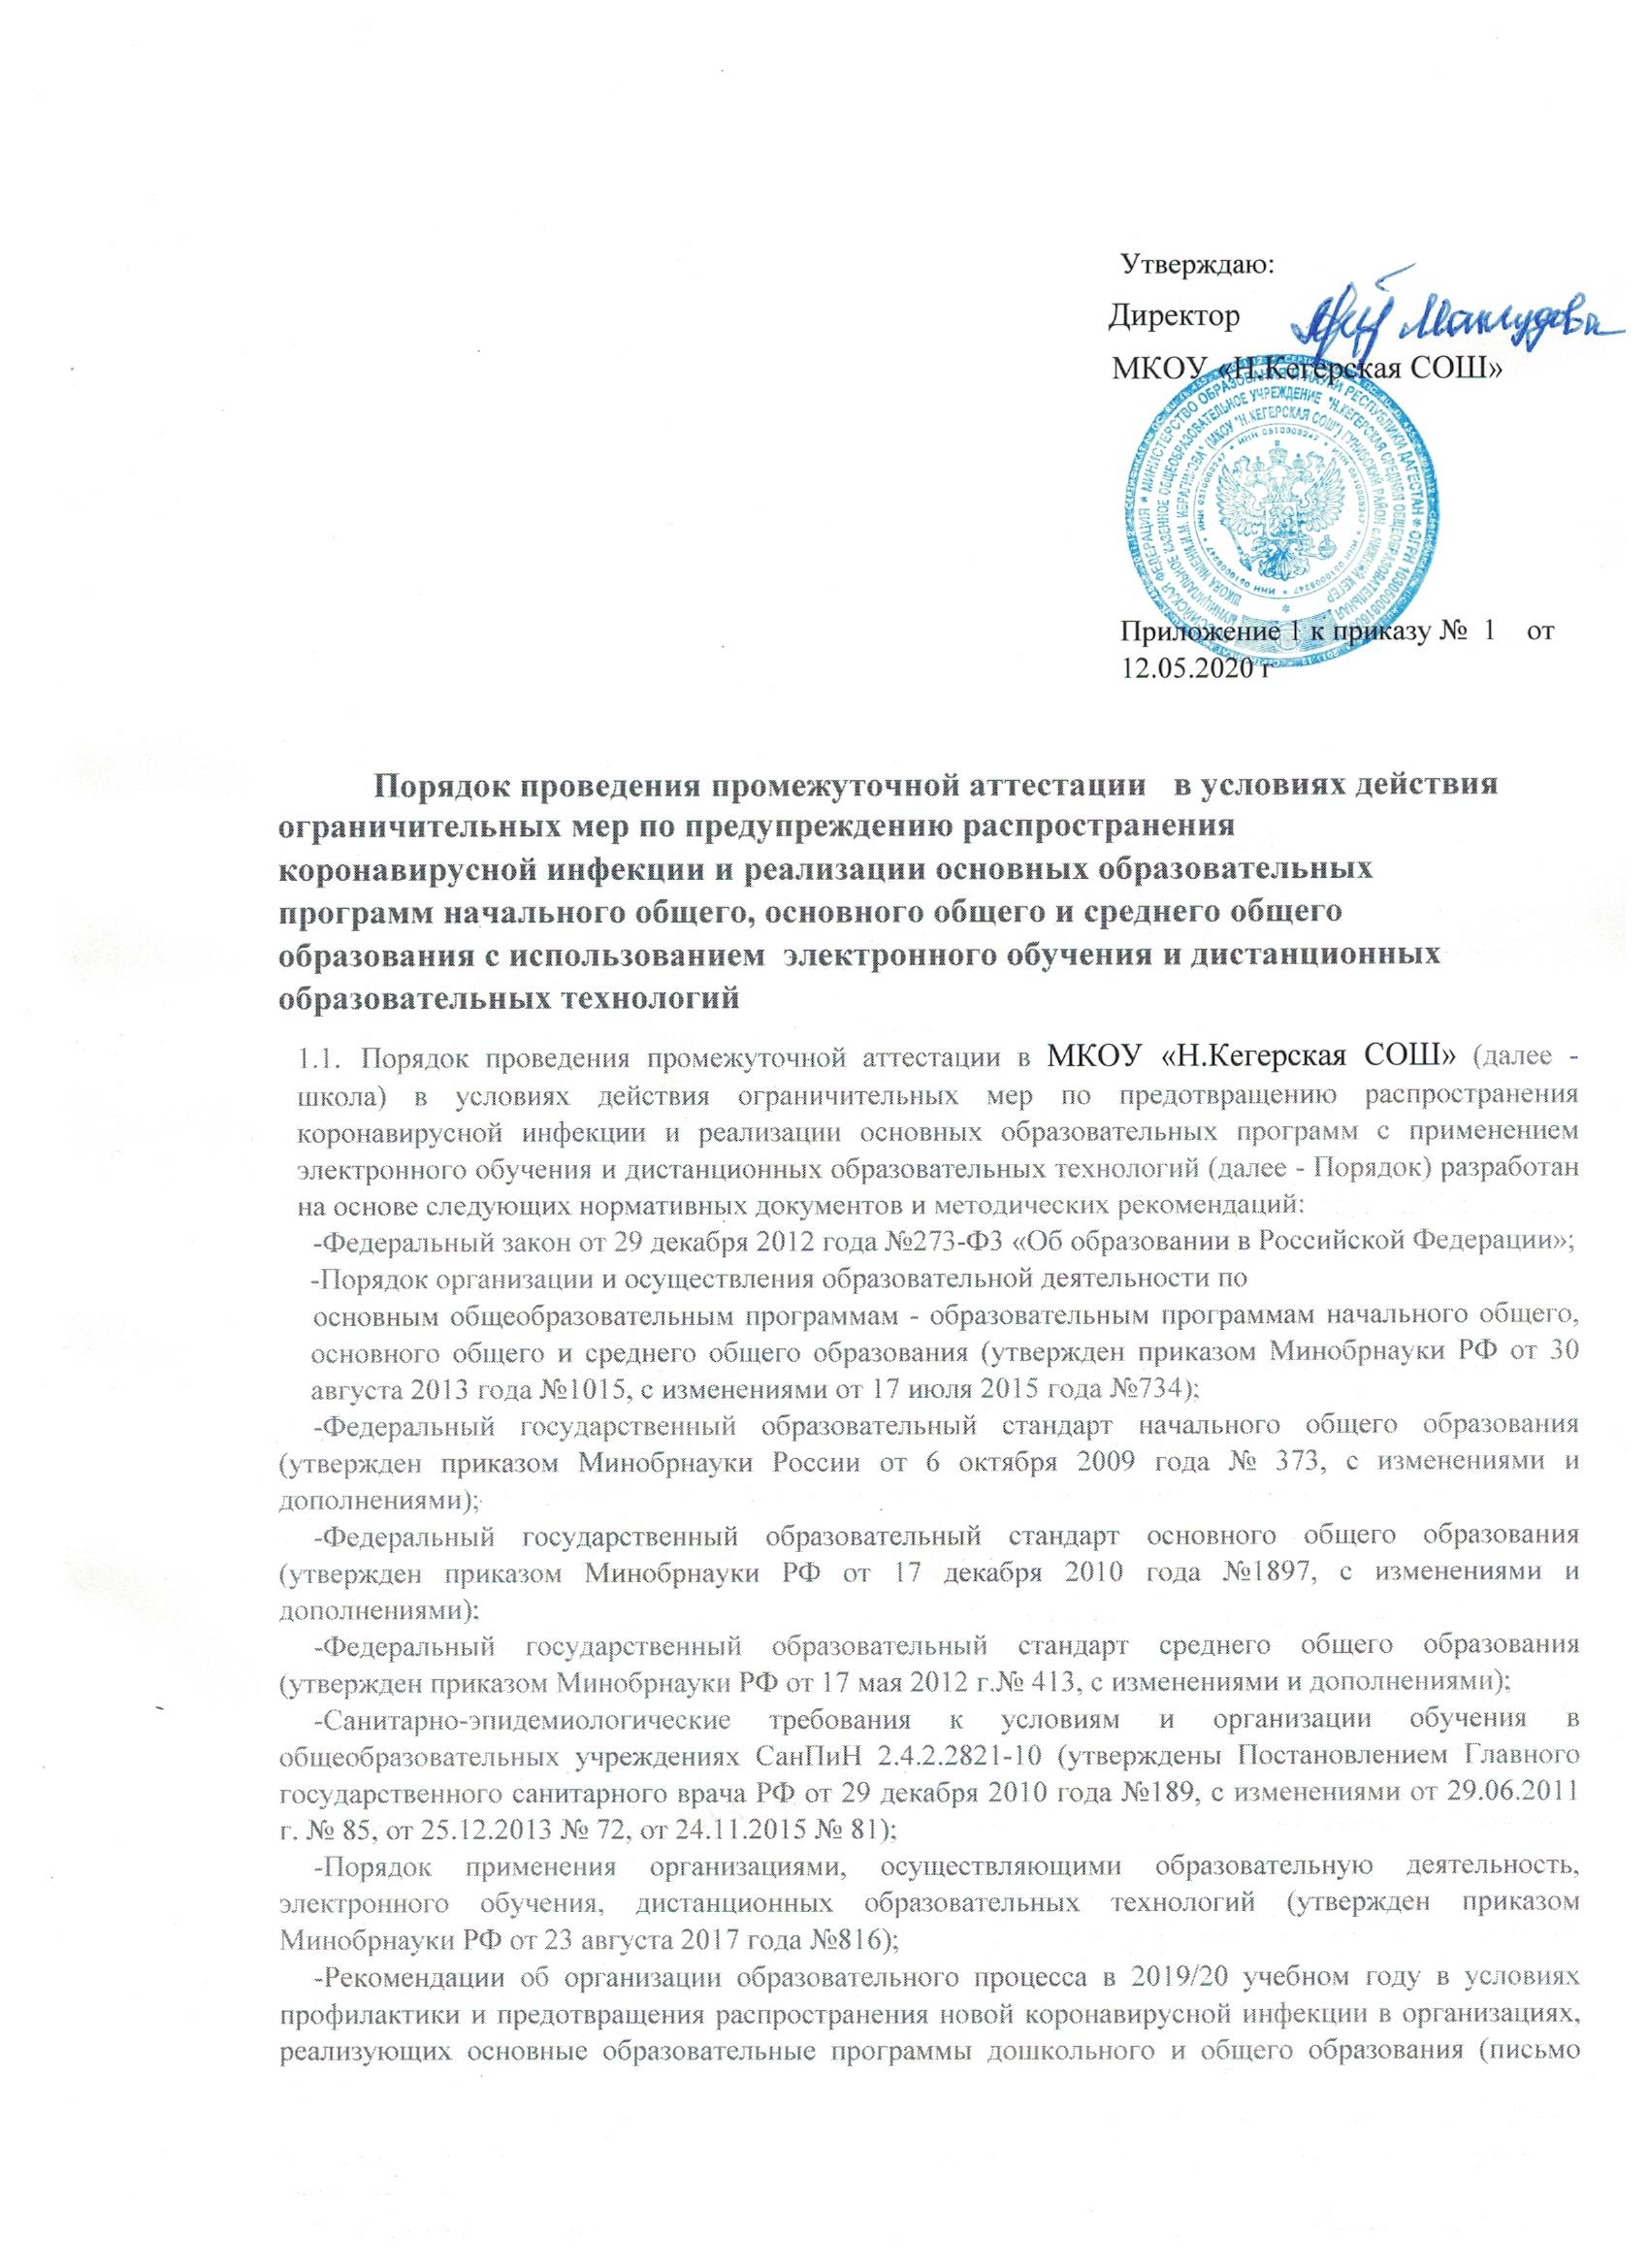 Утверждаю:
Директор
МКОУ «Н.Кегерская СОШ»
Приложение 1 к приказу № 1 от
12.05.2020 г
Порядок проведения промежуточной аттестации в условиях действия
ограничительных мер по предупреждению распространения
коронавирусной инфекции и реализации основных образовательных
программ начального общего, основного общего и среднего общего
образования с использованием электронного обучения и дистанционных
образовательных технологий
1.1. Порядок проведения промежуточной аттестации в МКОУ «Н.Кегерская СОШ» (далее -
школа) в условиях действия ограничительных мер по предотвращению распространения
коронавирусной инфекции и реализации основных образовательных программ с применением
электронного обучения и дистанционных образовательных технологий (далее - Порядок) разработан
на основе следующих нормативных документов и методических рекомендаций:
-Федеральный закон от 29 декабря 2012 года №273-ФЗ «Об образовании в Российской Федерации»;
-Порядок организации и осуществления образовательной деятельности по
основным общеобразовательным программам - образовательным программам начального общего,
основного общего и среднего общего образования (утвержден приказом Минобрнауки РФ от 30
августа 2013 года №1015, с изменениями от 17 июля 2015 года №734);
-Федеральный государственный образовательный стандарт начального общего образования
(утвержден приказом Минобрнауки России от 6 октября 2009 года № 373, с изменениями и
дополнениями);
-Федеральный государственный образовательный стандарт основного общего образования
(утвержден приказом Минобрнауки РФ от 17 декабря 2010 года №1897, с изменениями и
дополнениями);
-Федеральный государственный образовательный стандарт среднего общего образования
(утвержден приказом Минобрнауки РФ от 17 мая 2012 г.№ 413, с изменениями и дополнениями);
-Санитарно-эпидемиологические требования к условиям и организации обучения в
общеобразовательных учреждениях СанПиН 2.4.2.2821-10 (утверждены Постановлением Главного
государственного санитарного врача РФ от 29 декабря 2010 года №189, с изменениями от 29.06.2011
г. № 85, от 25.12.2013 № 72, от 24.11.2015 № 81);
-Порядок применения организациями, осуществляющими образовательную деятельность,
электронного обучения, дистанционных образовательных технологий (утвержден приказом
Минобрнауки РФ от 23 августа 2017 года №816);
-Рекомендации об организации образовательного процесса в 2019/20 учебном году в условиях
профилактики и предотвращения распространения новой коронавирусной инфекции в организациях,
реализующих основные образовательные программы дошкольного и общего образования (письмо